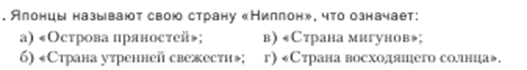 . Японцы называют свою страну «Ниппон», что означает:
а) «Острова пряностей»; в) «Страна мигунов»;
б) «Страна утренней свежести»; г) «Страна восходящего солнца».